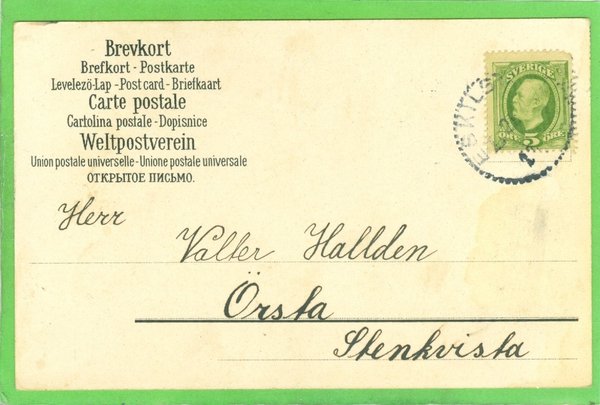 Brevkort
Brefkort - Postkarte
Levelező-Lap - Post card - Briefkaart
Carte postale
Cartolina postale - Dopisnice
Weltpostverein
Union postale universelle - Unione postale universale
ОТКРЫТОЕ ПИСЬМО.
SVERIGE
5
ÖRE
Herr
Valter Hallden
Örsta
Stenkvista